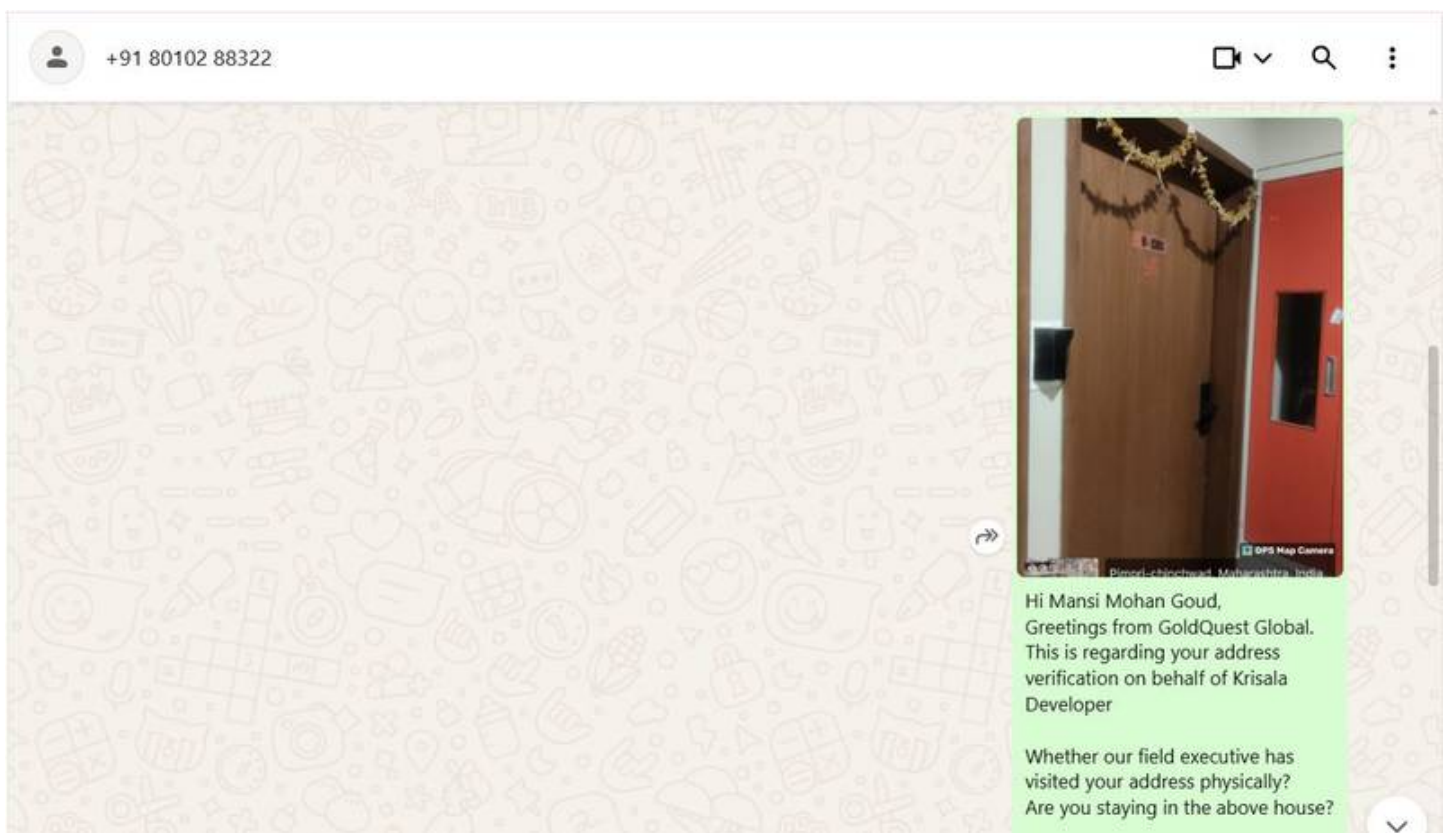 +91 80102 88322
GPS Map Camera
Pimpri-chinchwad, Maharashtra, India
Hi Mansi Mohan Goud,
Greetings from GoldQuest Global.
This is regarding your address
verification on behalf of Krisala
Developer
Whether our field executive has
visited your address physically?
Are you staying in the above house?